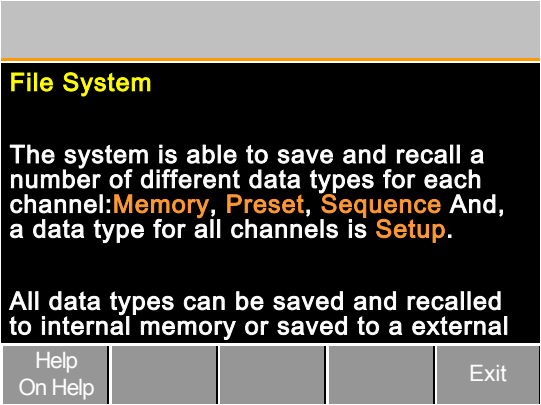 File System
The system is able to save and recall a
number of different data types for each
channel:Memory, Preset, Sequence And,
a data type for all channels is Setup.
All data types can be saved and recalled
to internal memory or saved to a external
Help
On Help
Exit